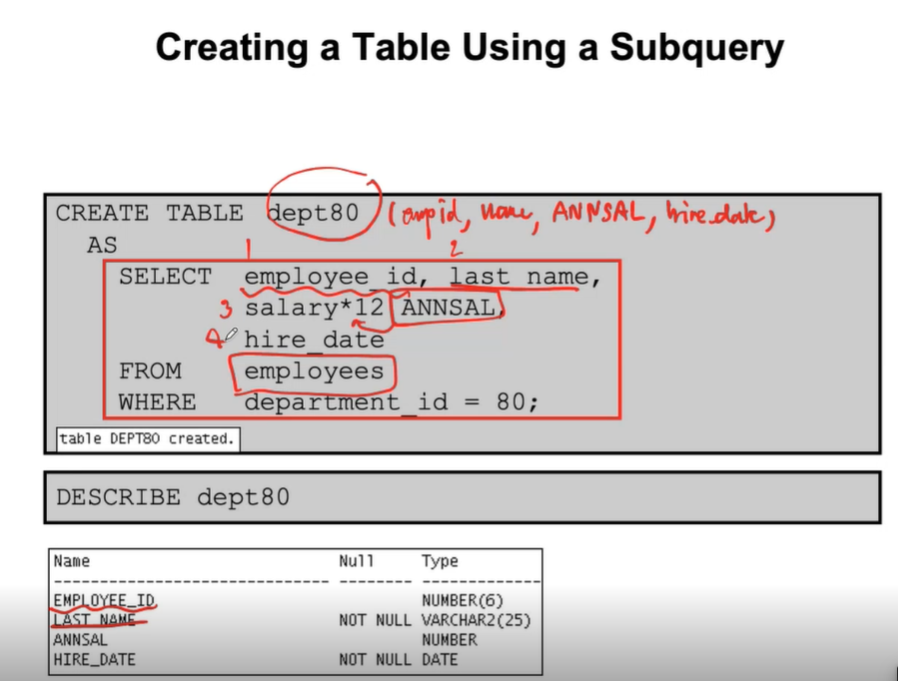 Creating a Table Using a Subquery
CREATE TABLE dept80 (empid, name, ANNSAL, hire_date)
AS
1 2
SELECT employee_id, last_name,
3 salary*12 ANNSAL,
4 hire_date
FROM employees
WHERE department_id = 80;
table DEPT80 created.
DESCRIBE dept80
Name Null Type
------------------------------ -------- -------------
EMPLOYEE_ID NUMBER(6)
LAST_NAME NOT NULL VARCHAR2(25)
ANNSAL NUMBER
HIRE_DATE NOT NULL DATE